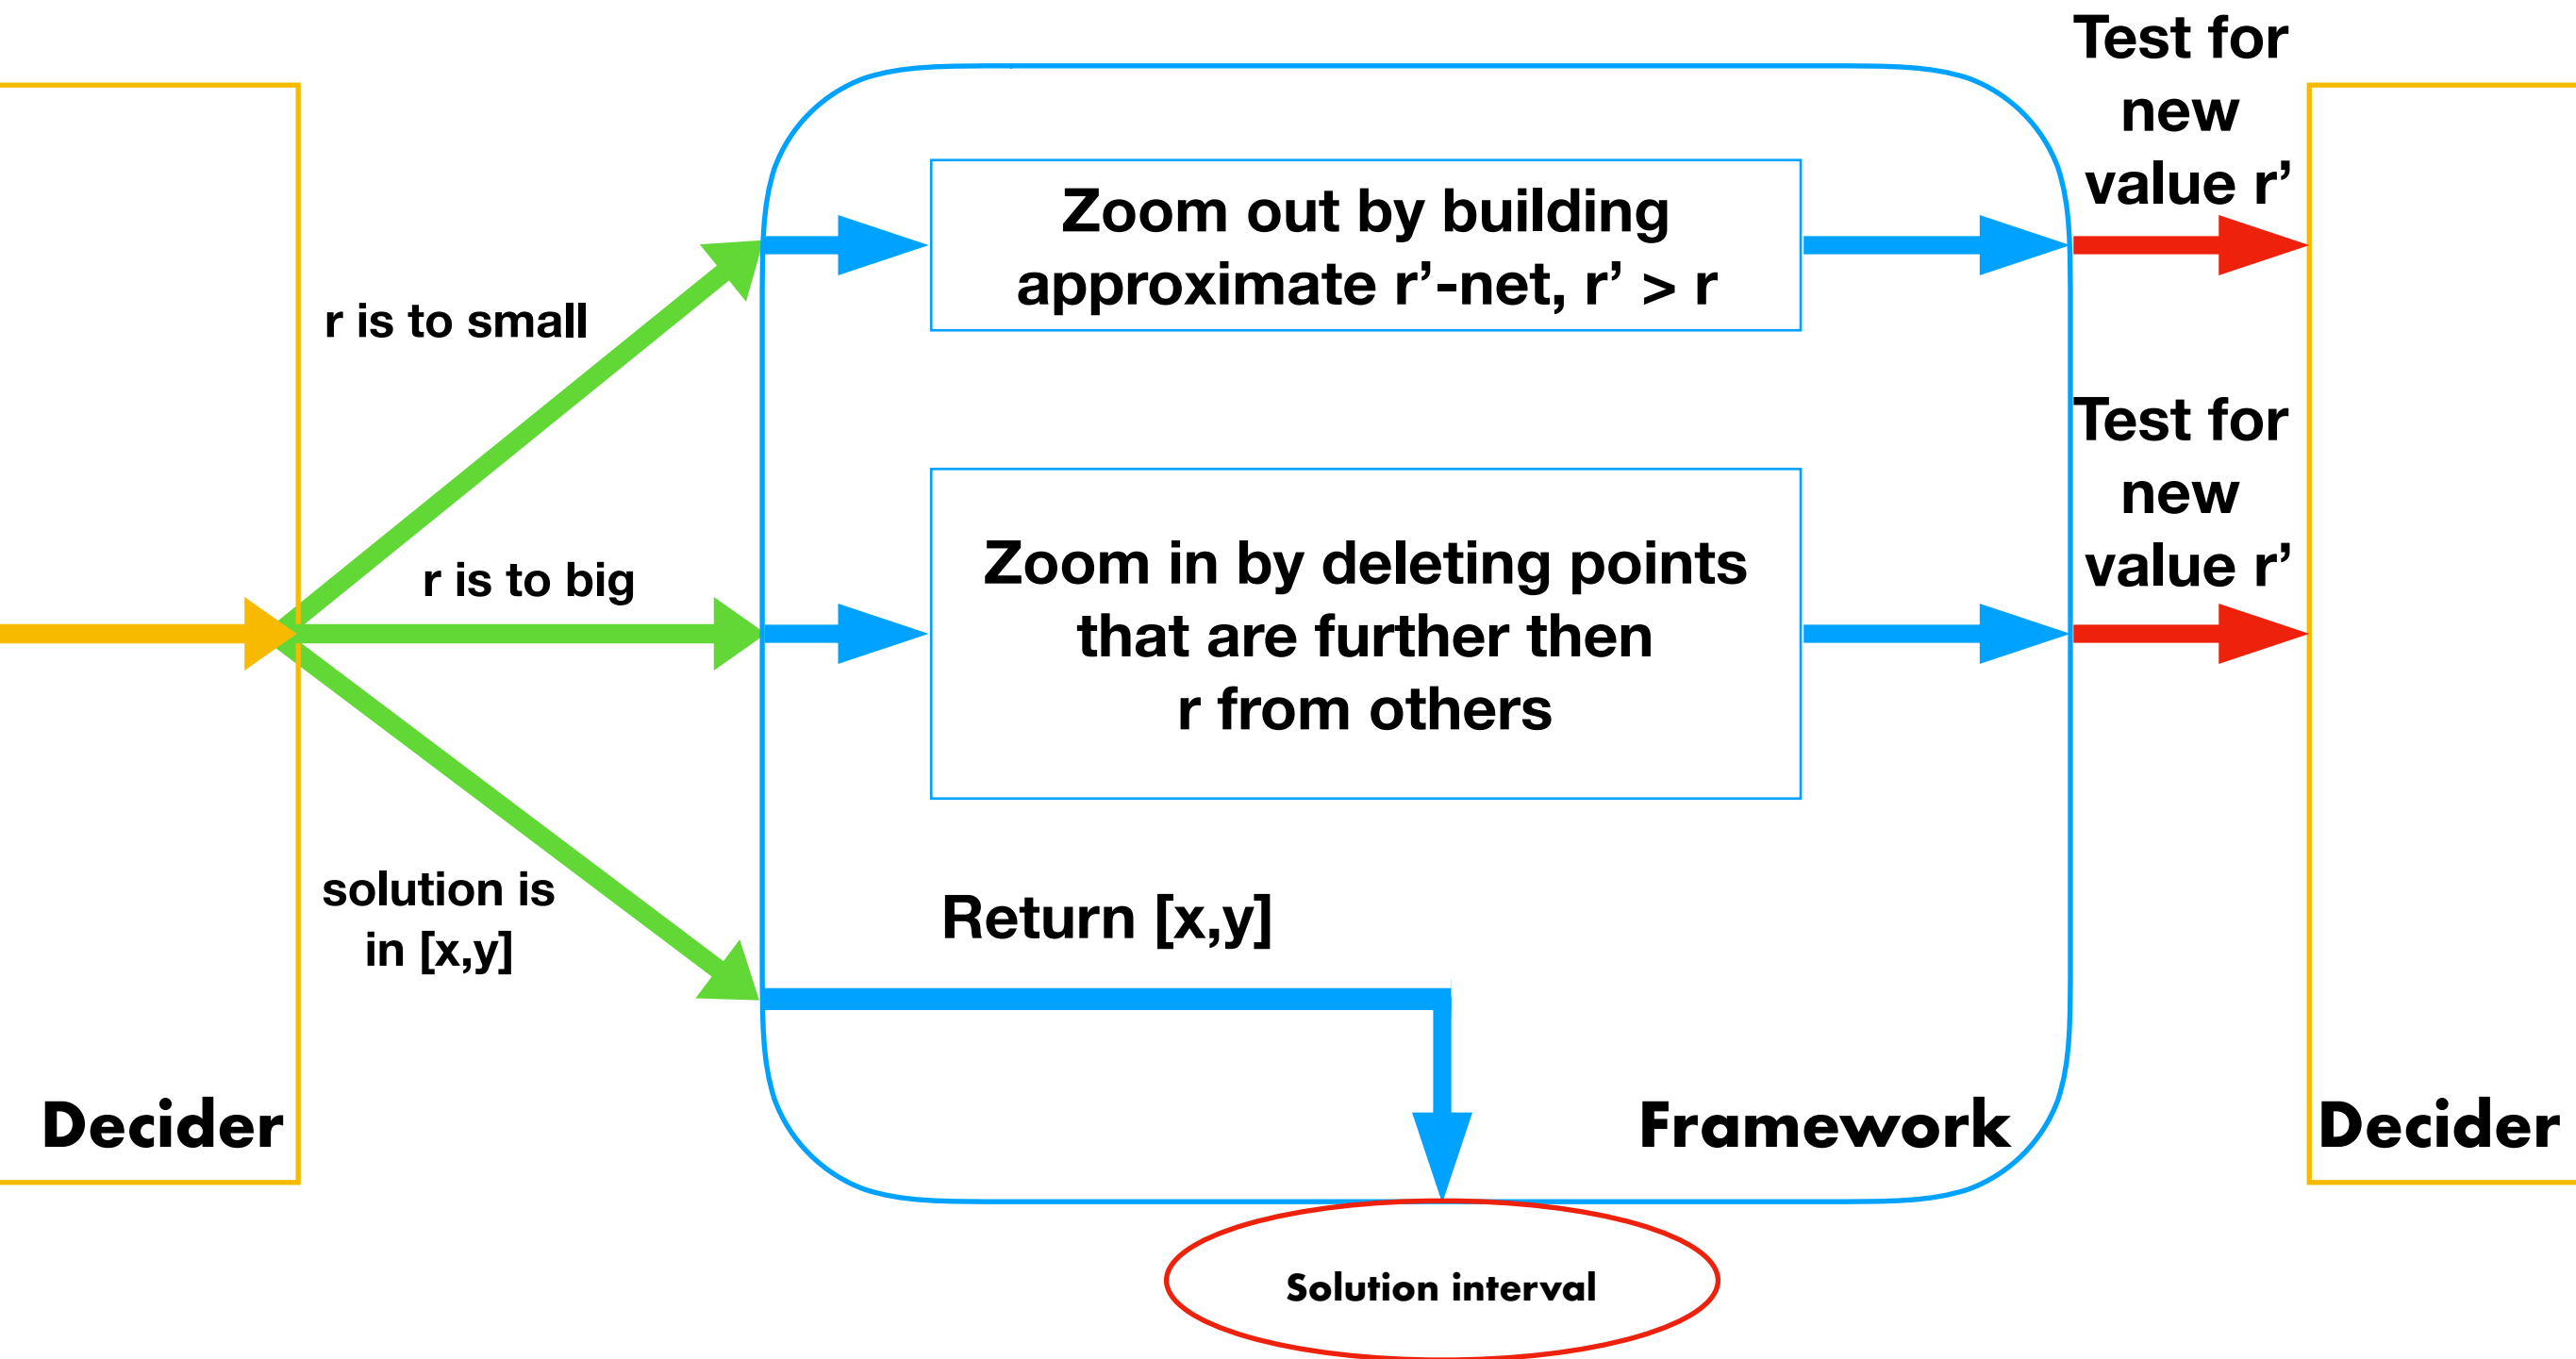 Test for
new
value r’
Zoom out by building
approximate r’-net, r’ > r
r is to small
Test for
new
value r’
r is to big
Zoom in by deleting points
that are further then
r from others
solution is
in [x,y]
Return [x,y]
Decider
Framework
Decider
Solution interval